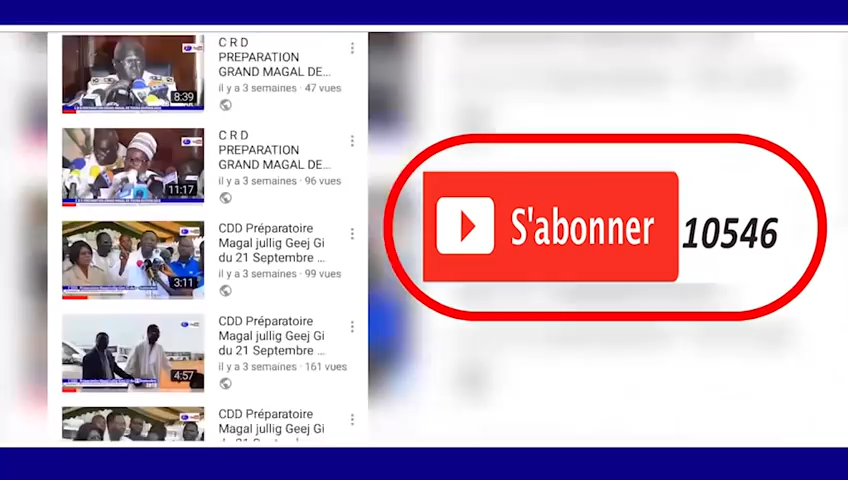 C R D
PREPARATION
GRAND MAGAL DE...
il y a 3 semaines · 47 vues
8:39
C R D
PREPARATION
GRAND MAGAL DE...
il y a 3 semaines · 96 vues
11:17
CDD Préparatoire
Magal jullig Geej Gi
du 21 Septembre ...
il y a 3 semaines · 99 vues
3:11
CDD Préparatoire
Magal jullig Geej Gi
du 21 Septembre ...
il y a 3 semaines · 161 vues
4:57
CDD Préparatoire
Magal jullig Geej Gi
du 21 Septembre ...
S'abonner 10546